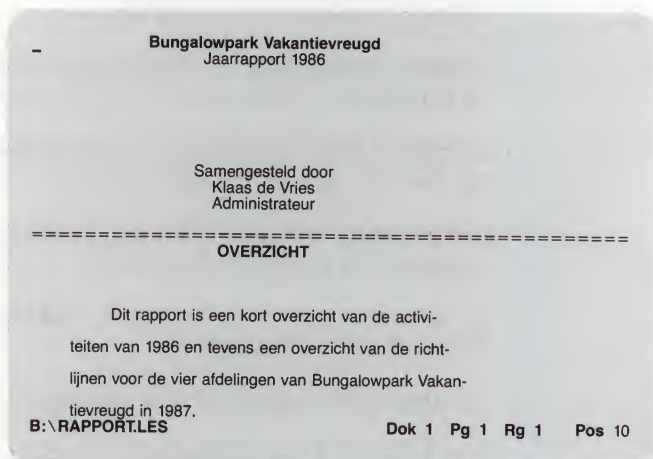 Bungalowpark Vakantievreugd
Jaarrapport 1986
Samengesteld door
Klaas de Vries
Administrateur
==============================================
OVERZICHT
Dit rapport is een kort overzicht van de activi-
teiten van 1986 en tevens een overzicht van de richt-
lijnen voor de vier afdelingen van Bungalowpark Vakan-
tievreugd in 1987.
B:\RAPPORT.LES Dok 1 Pg 1 Rg 1 Pos 10